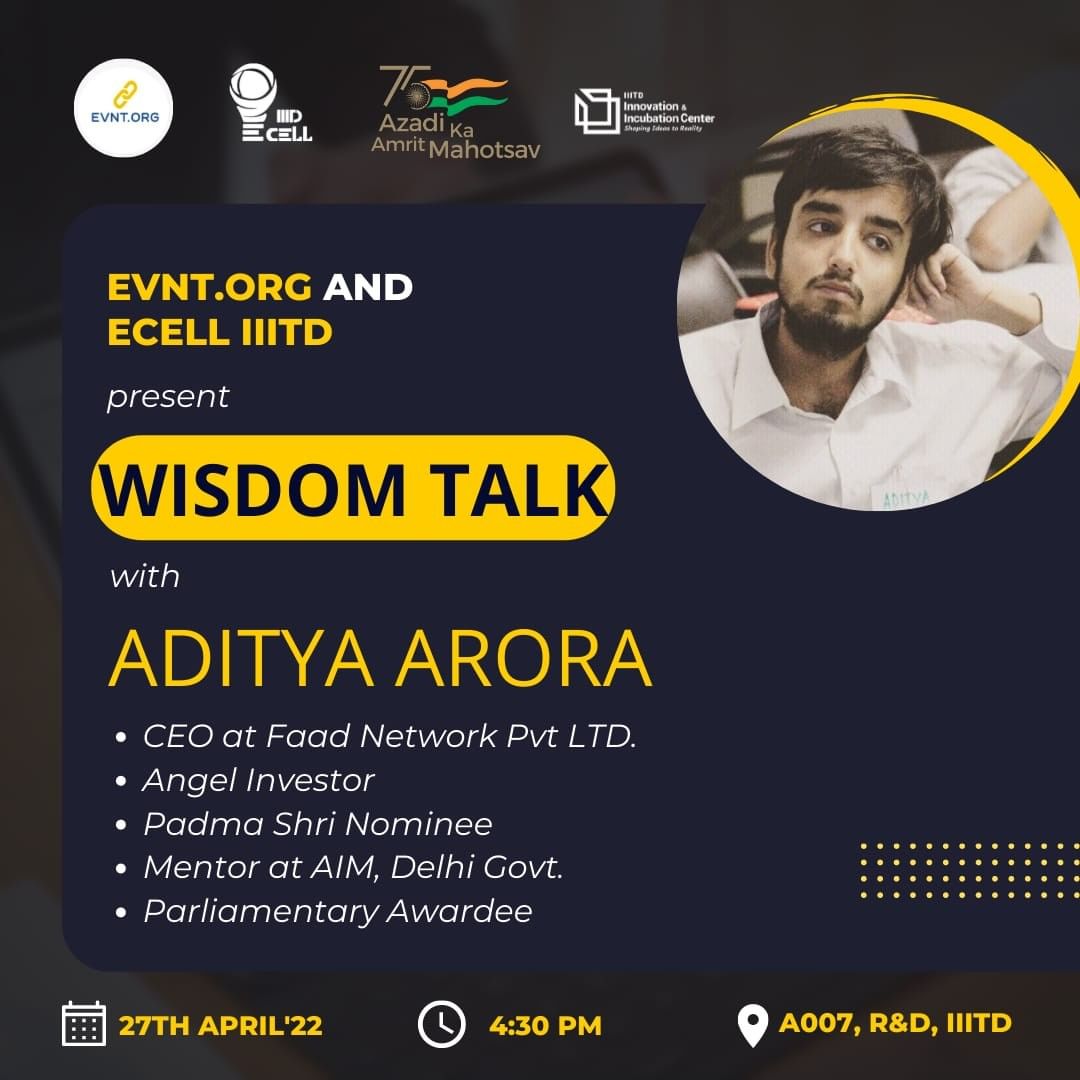 EVNT.ORG
IIID
ECELL
75
Azadi Ka
Amrit Mahotsav
IIITD
Innovation &
Incubation Center
Shaping Ideas to Reality
EVNT.ORG AND
ECELL IIITD
present
WISDOM TALK
with
ADITYA ARORA
• CEO at Faad Network Pvt LTD.
• Angel Investor
• Padma Shri Nominee
• Mentor at AIM, Delhi Govt.
• Parliamentary Awardee
ADITYA
27TH APRIL'22
4:30 PM
A007, R&D, IIITD